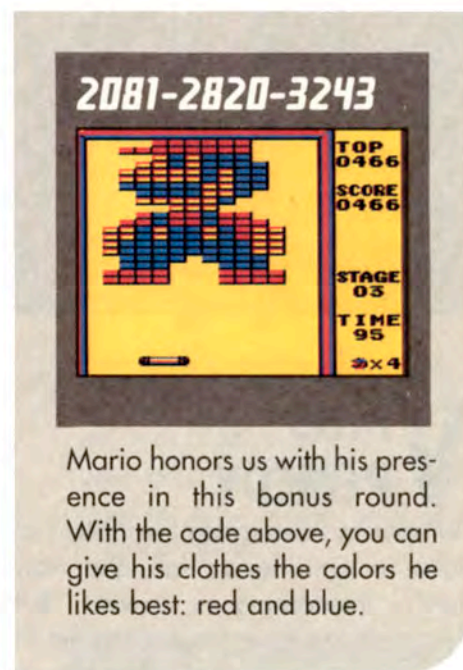 2081-2820-3243
TOP
0466
SCORE
0466
STAGE
03
TIME
95
×4
Mario honors us with his pres-
ence in this bonus round.
With the code above, you can
give his clothes the colors he
likes best: red and blue.